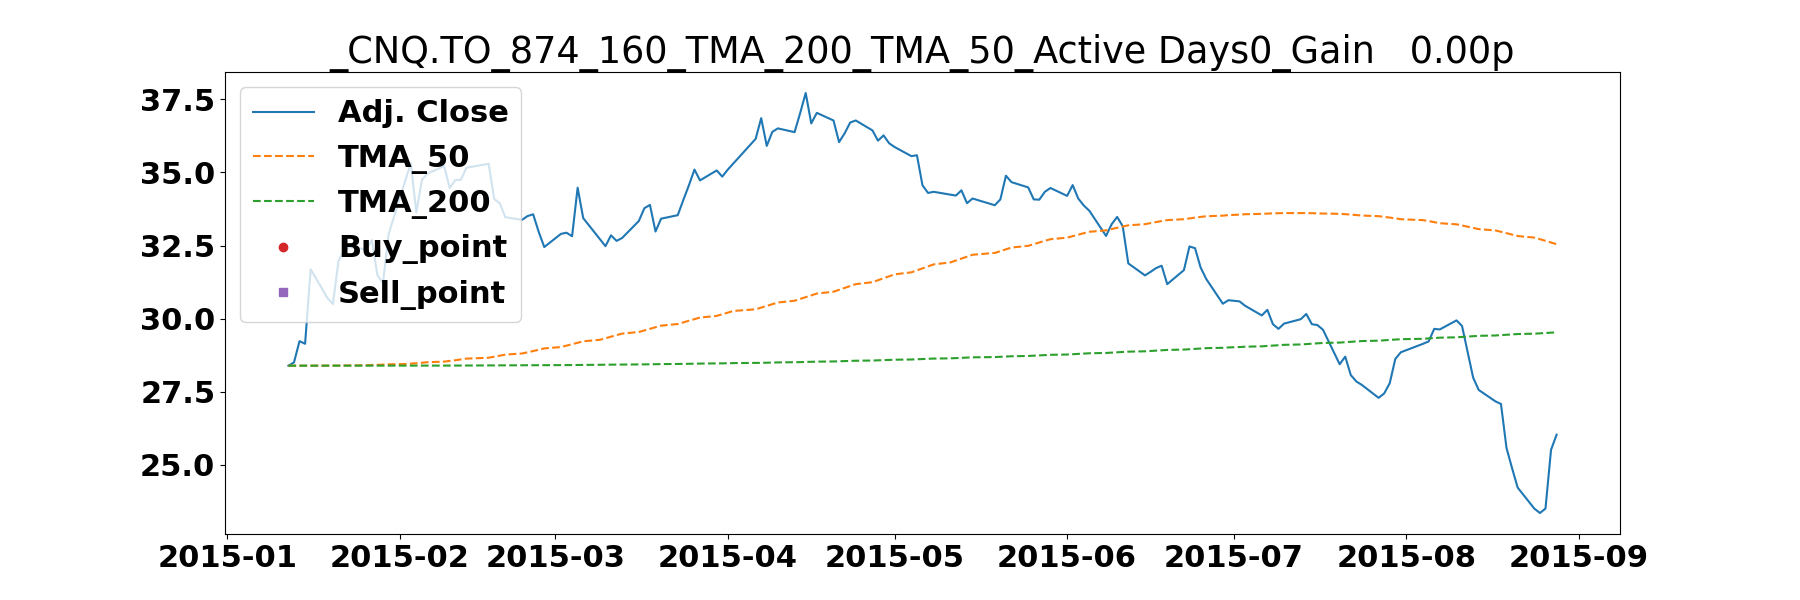 _CNQ.TO_874_160_TMA_200_TMA_50_Active Days0_Gain   0.00p
37.5
35.0
32.5
30.0
27.5
25.0
Adj. Close
TMA_50
TMA_200
Buy_point
Sell_point
2015-01 2015-02 2015-03 2015-04 2015-05 2015-06 2015-07 2015-08 2015-09